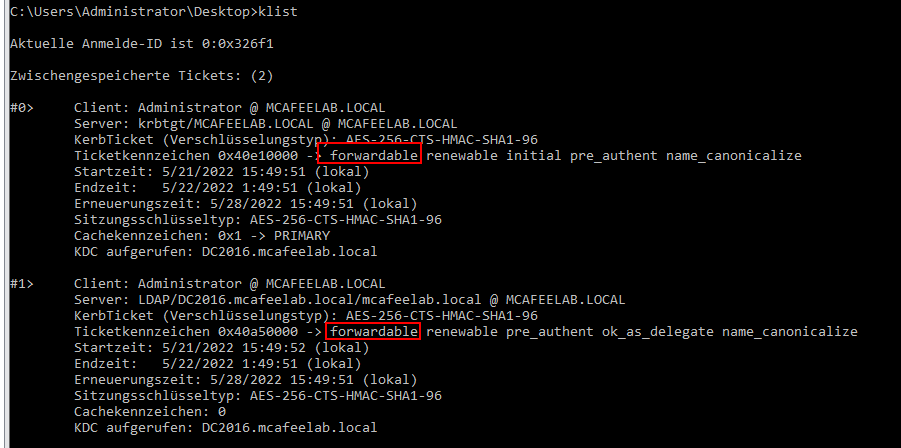 C:\Users\Administrator\Desktop>klist
Aktuelle Anmelde-ID ist 0:0x326f1
Zwischengespeicherte Tickets: (2)
#0> Client: Administrator @ MCAFEELAB.LOCAL
Server: krbtgt/MCAFEELAB.LOCAL @ MCAFEELAB.LOCAL
KerbTicket (Verschlüsselungstyp): AES-256-CTS-HMAC-SHA1-96
Ticketkennzeichen 0x40e10000 -> forwardable renewable initial pre_authent name_canonicalize
Startzeit: 5/21/2022 15:49:51 (lokal)
Endzeit: 5/22/2022 1:49:51 (lokal)
Erneuerungszeit: 5/28/2022 15:49:51 (lokal)
Sitzungsschlüsseltyp: AES-256-CTS-HMAC-SHA1-96
Cachekennzeichen: 0x1 -> PRIMARY
KDC aufgerufen: DC2016.mcafeelab.local
#1> Client: Administrator @ MCAFEELAB.LOCAL
Server: LDAP/DC2016.mcafeelab.local/mcafeelab.local @ MCAFEELAB.LOCAL
KerbTicket (Verschlüsselungstyp): AES-256-CTS-HMAC-SHA1-96
Ticketkennzeichen 0x40a50000 -> forwardable renewable pre_authent ok_as_delegate name_canonicalize
Startzeit: 5/21/2022 15:49:52 (lokal)
Endzeit: 5/22/2022 1:49:51 (lokal)
Erneuerungszeit: 5/28/2022 15:49:51 (lokal)
Sitzungsschlüsseltyp: AES-256-CTS-HMAC-SHA1-96
Cachekennzeichen: 0
KDC aufgerufen: DC2016.mcafeelab.local